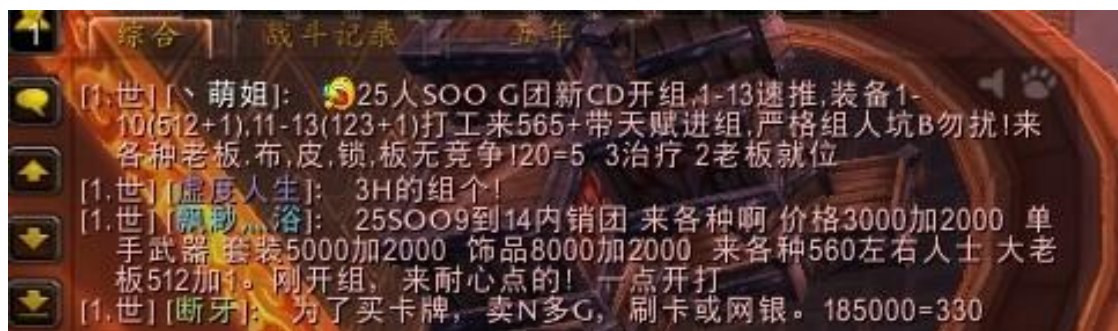 综合 战斗记录 五年
[1.世] [丶萌姐]: 25人SOO G团新CD开组,1-13速推,装备1-
10(512+1),11-13(123+1)打工来565+带天赋进组,严格组人坑B勿扰!来
各种老板.布,皮,锁,板无竞争!20=5 3治疗 2老板就位
[1.世] [虚度人生]: 3H的组个!
[1.世] [飘缈灬浴]: 25SOO9到14内销团 来各种啊 价格3000加2000 单
手武器 套装5000加2000 饰品8000加2000 来各种560左右人士 大老
板512加1。刚开组，来耐心点的! 一点开打
[1.世] [断牙]: 为了买卡牌，卖N多G，刷卡或网银。185000=330